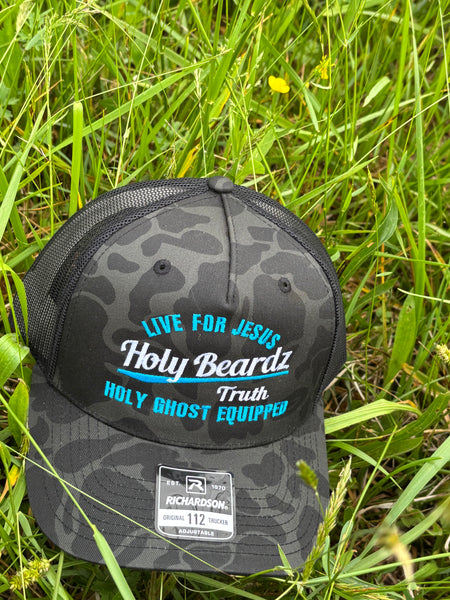 LIVE FOR JESUS
Holy Beardz
Truth
HOLY GHOST EQUIPPED
EST. R 1970
RICHARDSON®
ORIGINAL 112 TRUCKER
ADJUSTABLE